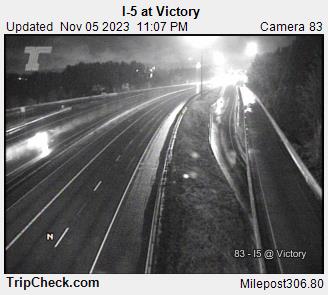 I-5 at Victory
Updated  Nov 05 2023  11:07 PM
Camera 83
T
N
83 - I5 @ Victory
TripCheck.com
Milepost306.80